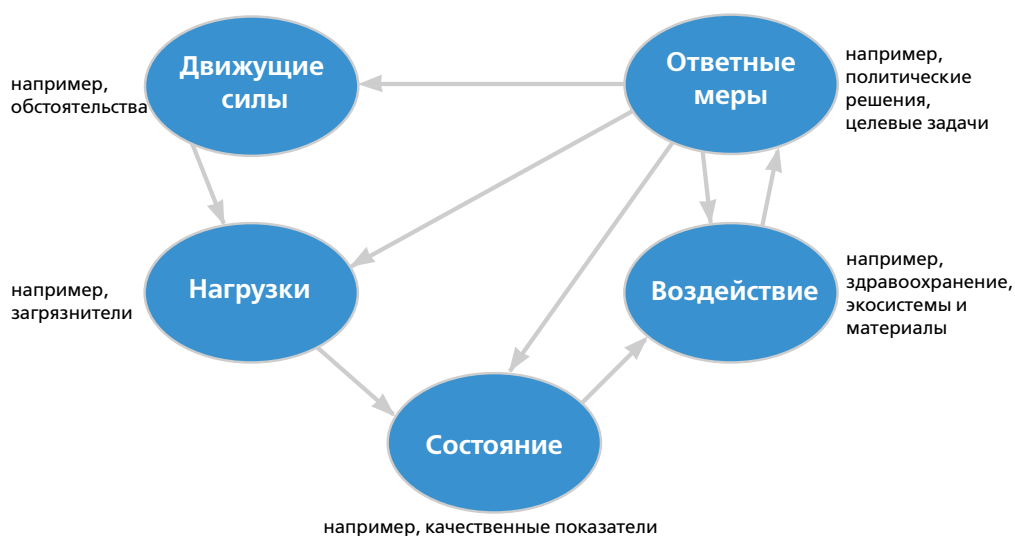 Движущие
силы
например,
обстоятельства
Ответные
меры
например,
политические
решения,
целевые задачи
Нагрузки
например,
загрязнители
Воздействие
например,
здравоохранение,
экосистемы и
материалы
Состояние
например, качественные показатели